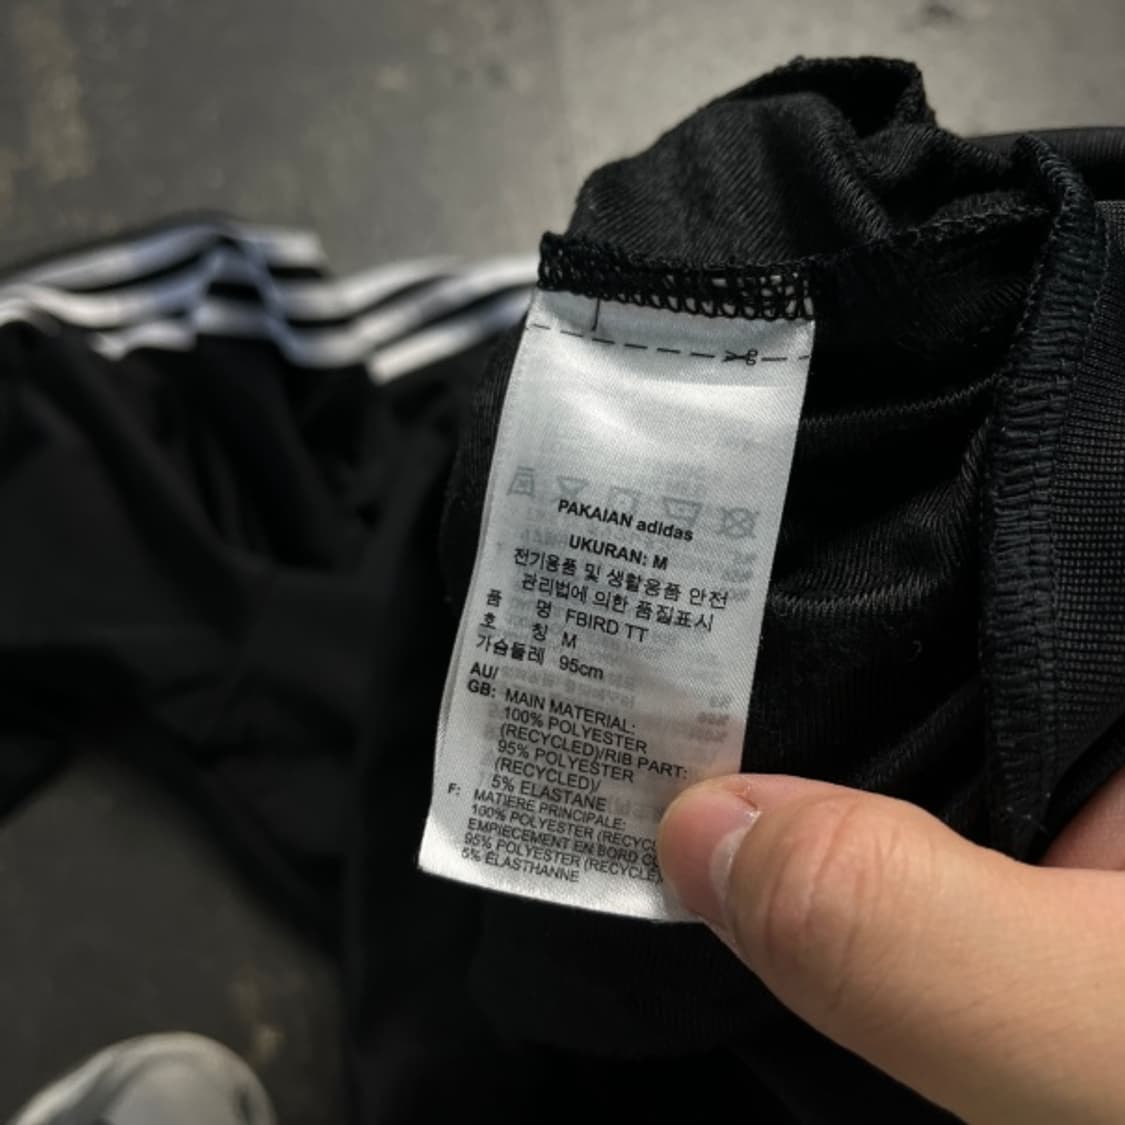 PAKAIAN adidas
UKURAN: M
전기용품 및 생활용품 안전
관리법에 의한 품질표시
품 명 FBIRD TT
호 칭 M
가슴둘레 95cm
AU/
GB: MAIN MATERIAL:
100% POLYESTER
(RECYCLED)/RIB PART:
95% POLYESTER
(RECYCLED)/
5% ELASTANE
F: MATIERE PRINCIPALE:
100% POLYESTER
EMPIECEMENT EN BORD
95% POLYESTER (RECYCLE)
5% ELASTHANNE